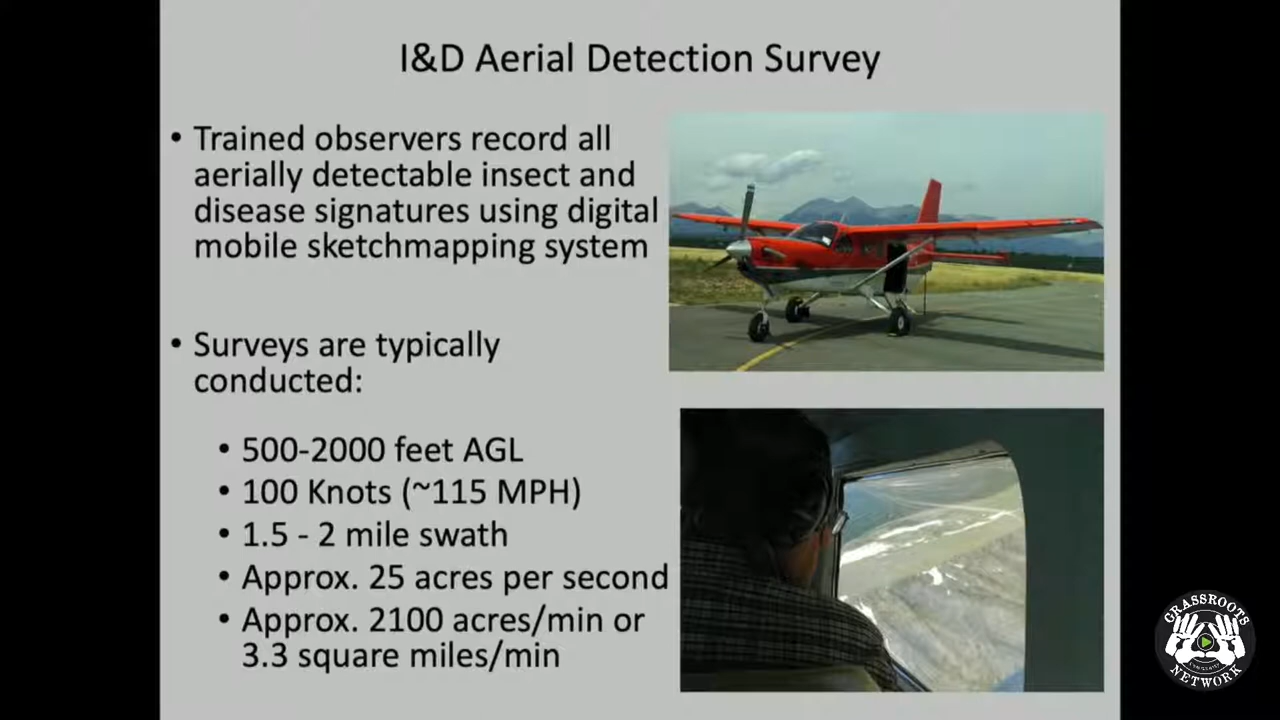 I&D Aerial Detection Survey
• Trained observers record all
aerially detectable insect and
disease signatures using digital
mobile sketchmapping system
• Surveys are typically
conducted:
• 500-2000 feet AGL
• 100 Knots (~115 MPH)
• 1.5 - 2 mile swath
• Approx. 25 acres per second
• Approx. 2100 acres/min or
3.3 square miles/min
GRASSROOTS
NETWORK